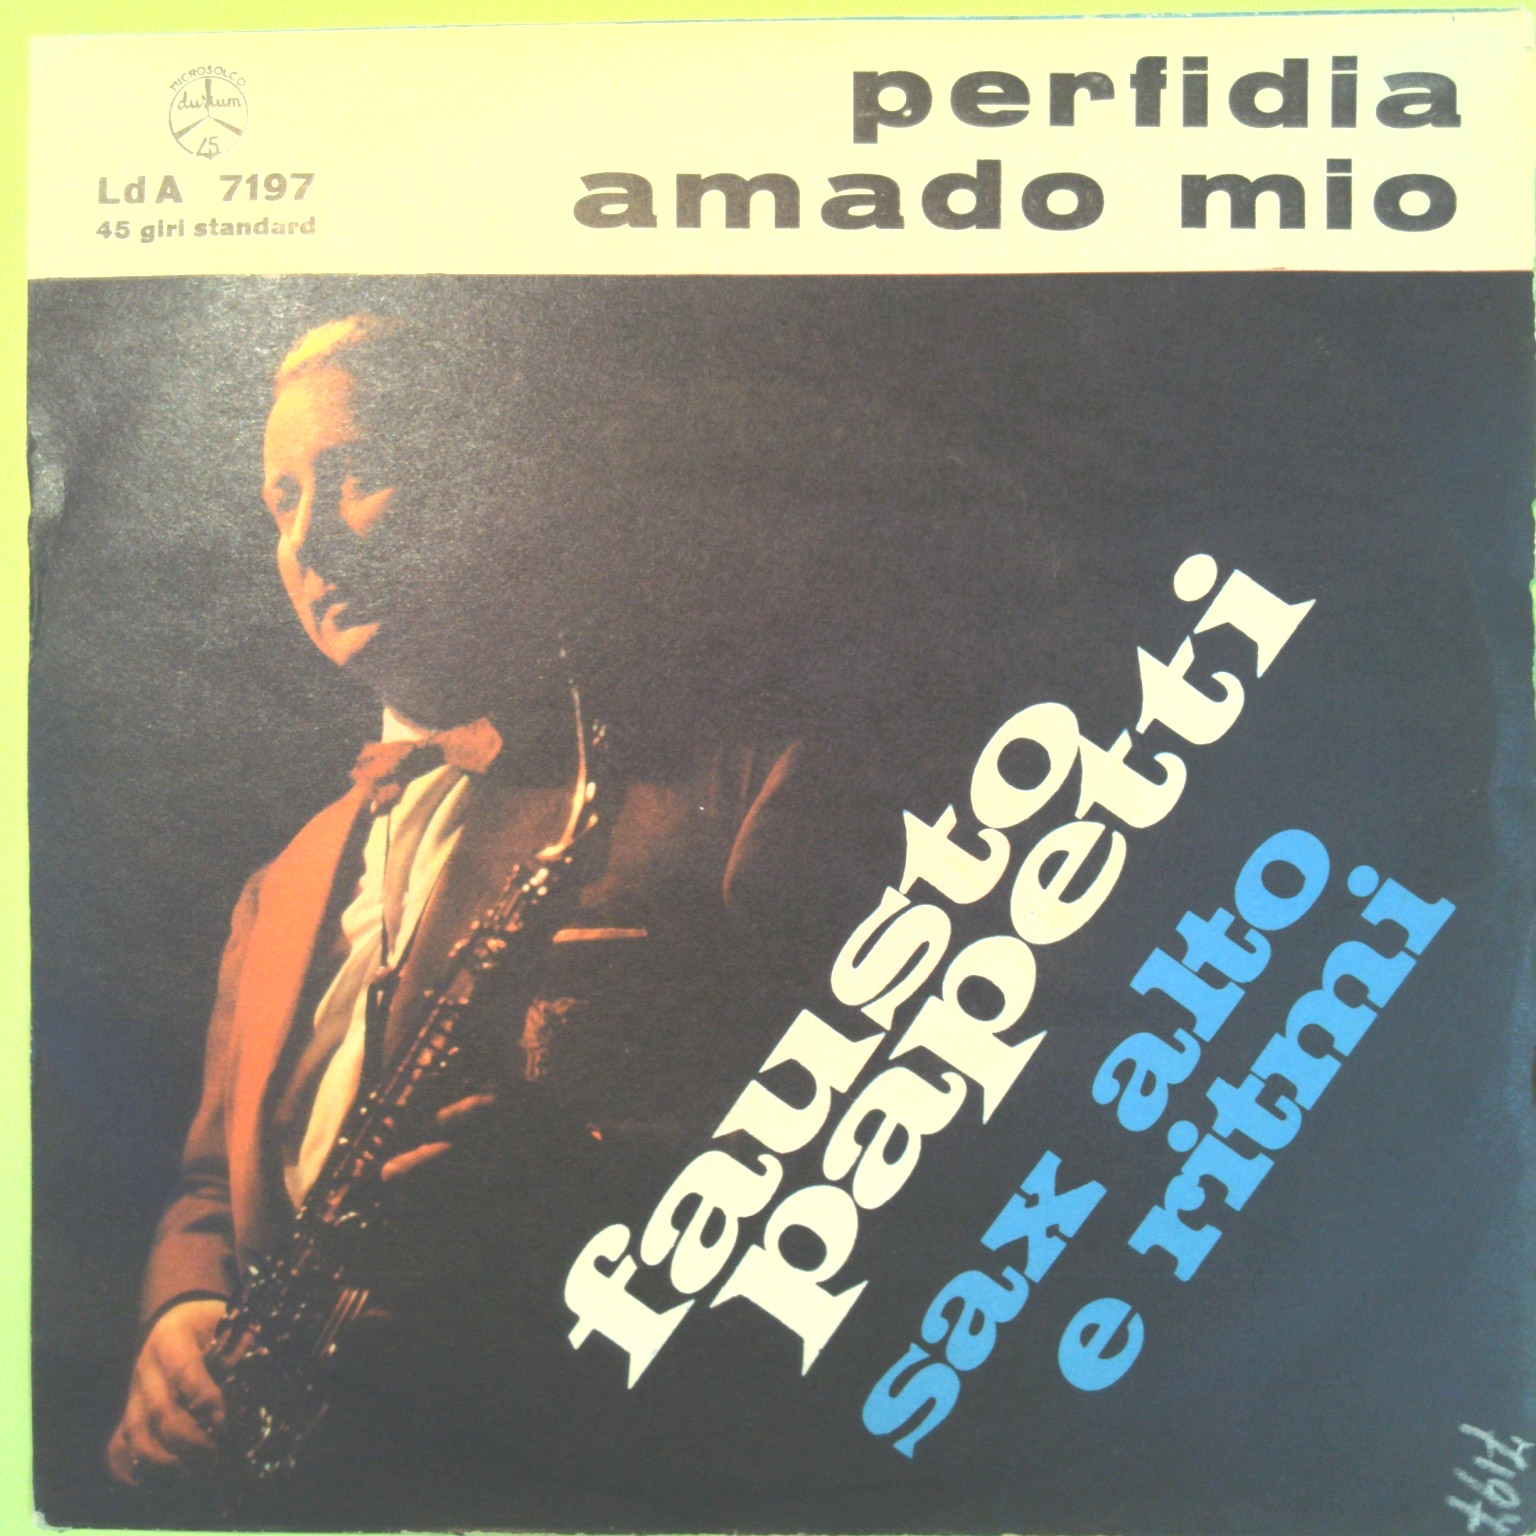 MICROSOLCO
durium
45
LdA 7197
45 giri standard
perfidia
amado mio
fausto
papetti
sax alto
e ritmi
7197